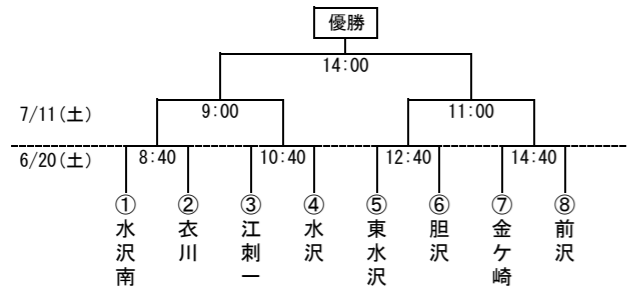 優勝
14:00
7/11(土)
9:00
11:00
6/20(土)
8:40
10:40
12:40
14:40
①
水沢南
②
衣川
③
江刺一
④
水沢
⑤
東水沢
⑥
胆沢
⑦
金ケ崎
⑧
前沢